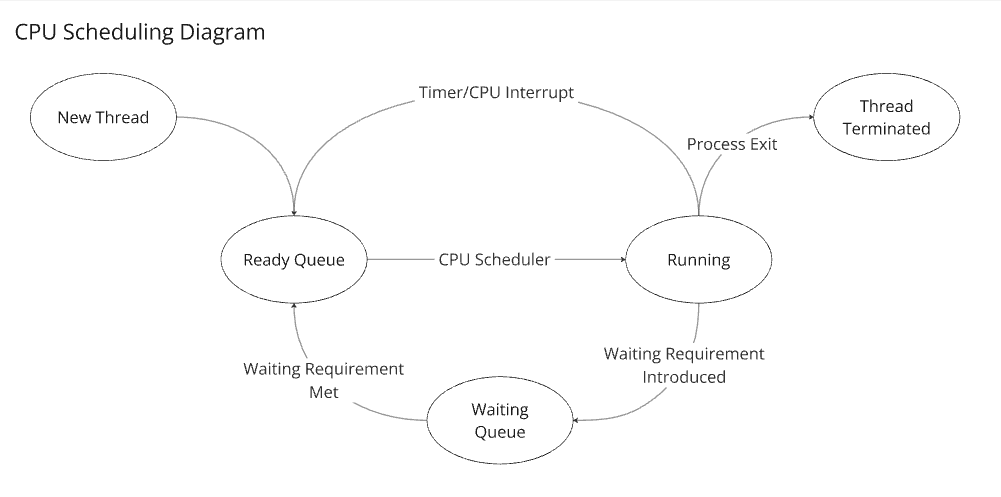 CPU Scheduling Diagram
Timer/CPU Interrupt
New Thread
Thread
Terminated
Process Exit
Ready Queue
CPU Scheduler
Running
Waiting Requirement
Met
Waiting Requirement
Introduced
Waiting
Queue